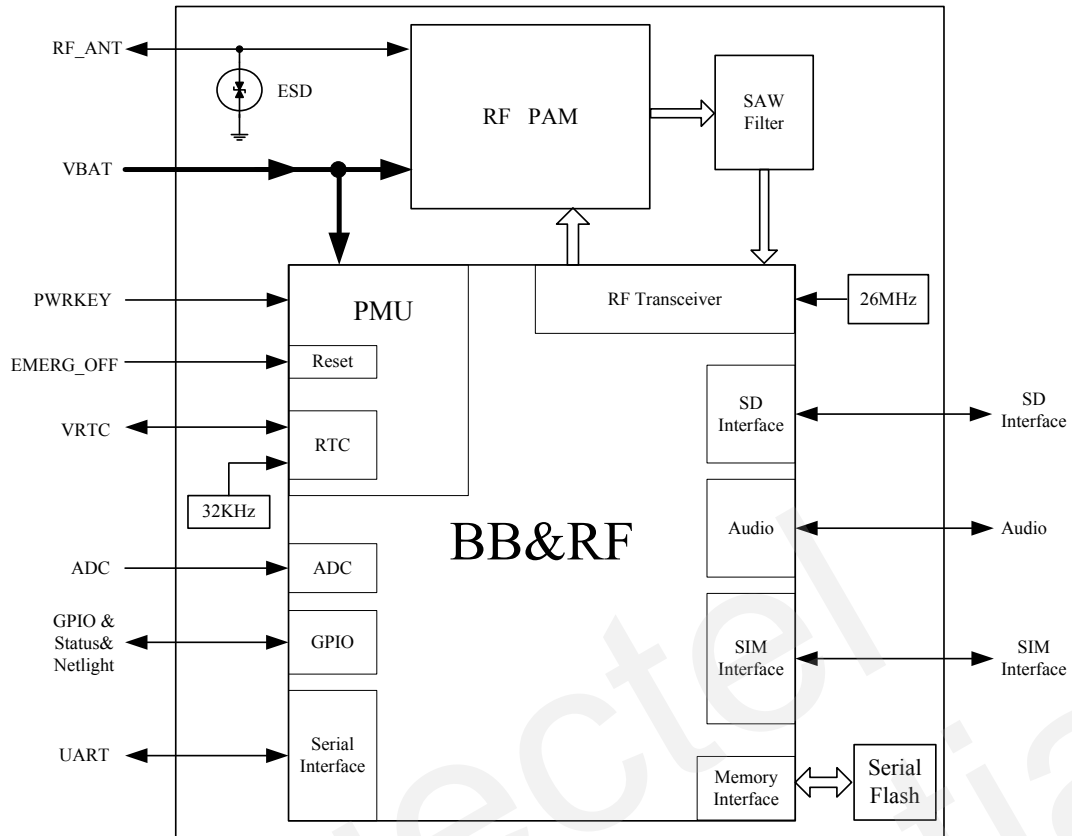 RF_ANT
ESD
RF PAM
SAW
Filter
VBAT
PWRKEY
PMU
RF Transceiver
26MHz
EMERG_OFF
Reset
VRTC
RTC
32KHz
SD
Interface
SD
Interface
BB&RF
Audio
Audio
ADC
ADC
GPIO &
Status&
Netlight
GPIO
SIM
Interface
SIM
Interface
UART
Serial
Interface
Memory
Interface
Serial
Flash